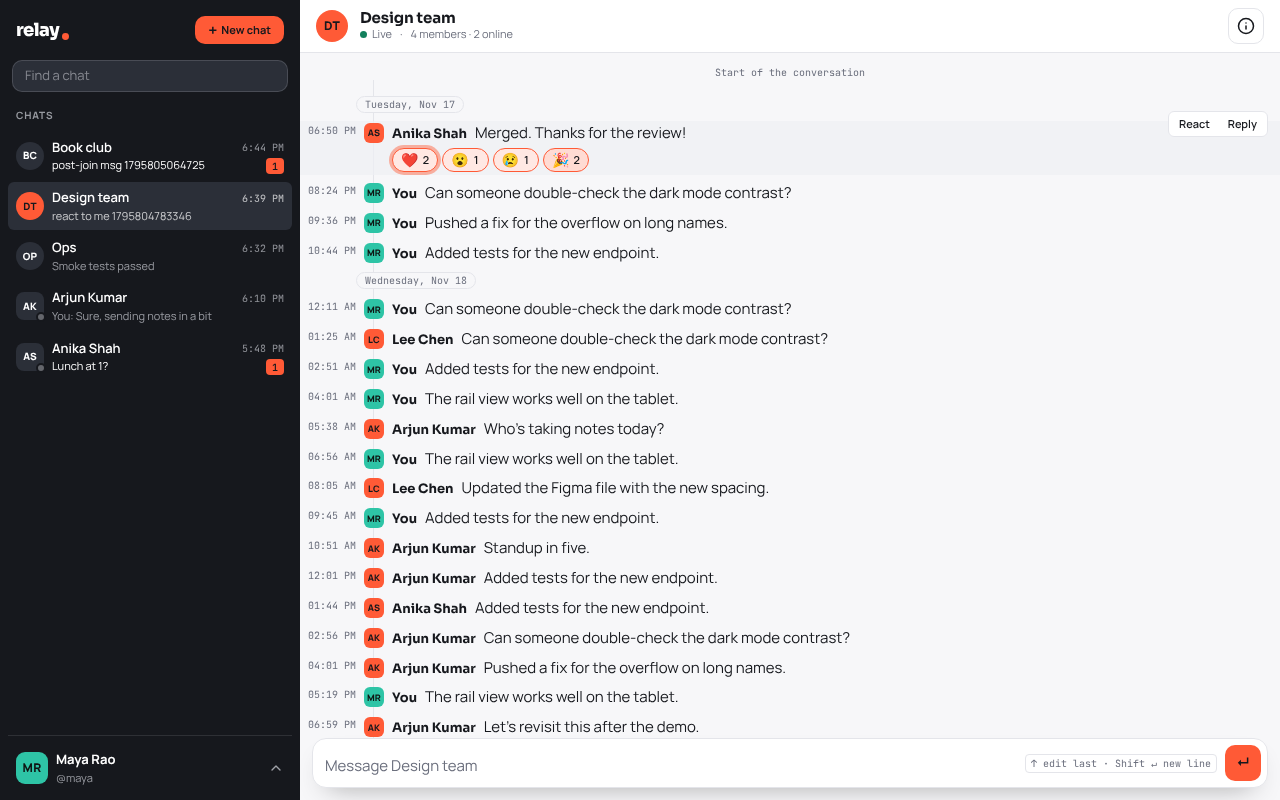 relay.
+ New chat
Find a chat
CHATS
BC Book club 6:44 PM
post-join msg 1795805064725 1
DT Design team 6:39 PM
react to me 1795804783346
OP Ops 6:32 PM
Smoke tests passed
AK Arjun Kumar 6:10 PM
You: Sure, sending notes in a bit
AS Anika Shah 5:48 PM
Lunch at 1? 1
MR Maya Rao
@maya
DT Design team
Live · 4 members · 2 online
Start of the conversation
Tuesday, Nov 17
React Reply
06:50 PM AS Anika Shah Merged. Thanks for the review!
❤️ 2 😮 1 😢 1 🎉 2
08:24 PM MR You Can someone double-check the dark mode contrast?
09:36 PM MR You Pushed a fix for the overflow on long names.
10:44 PM MR You Added tests for the new endpoint.
Wednesday, Nov 18
12:11 AM MR You Can someone double-check the dark mode contrast?
01:25 AM LC Lee Chen Can someone double-check the dark mode contrast?
02:51 AM MR You Added tests for the new endpoint.
04:01 AM MR You The rail view works well on the tablet.
05:38 AM AK Arjun Kumar Who's taking notes today?
06:56 AM MR You The rail view works well on the tablet.
08:05 AM LC Lee Chen Updated the Figma file with the new spacing.
09:45 AM MR You Added tests for the new endpoint.
10:51 AM AK Arjun Kumar Standup in five.
12:01 PM AK Arjun Kumar Added tests for the new endpoint.
01:44 PM AS Anika Shah Added tests for the new endpoint.
02:56 PM AK Arjun Kumar Can someone double-check the dark mode contrast?
04:01 PM AK Arjun Kumar Pushed a fix for the overflow on long names.
05:19 PM MR You The rail view works well on the tablet.
06:59 PM AK Arjun Kumar Let's revisit this after the demo.
Message Design team
↑ edit last · Shift ↵ new line